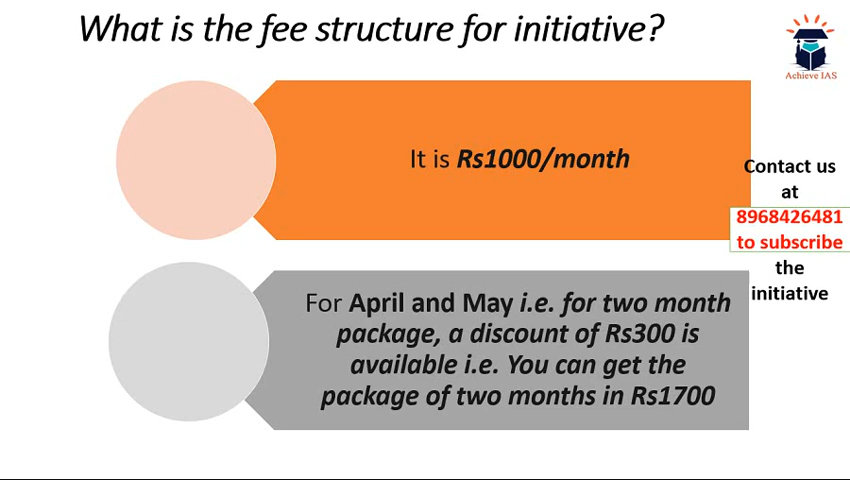 What is the fee structure for initiative?
Achieve IAS
It is Rs1000/month
Contact us
at
8968426481
to subscribe
the
initiative
For April and May i.e. for two month
package, a discount of Rs300 is
available i.e. You can get the
package of two months in Rs1700